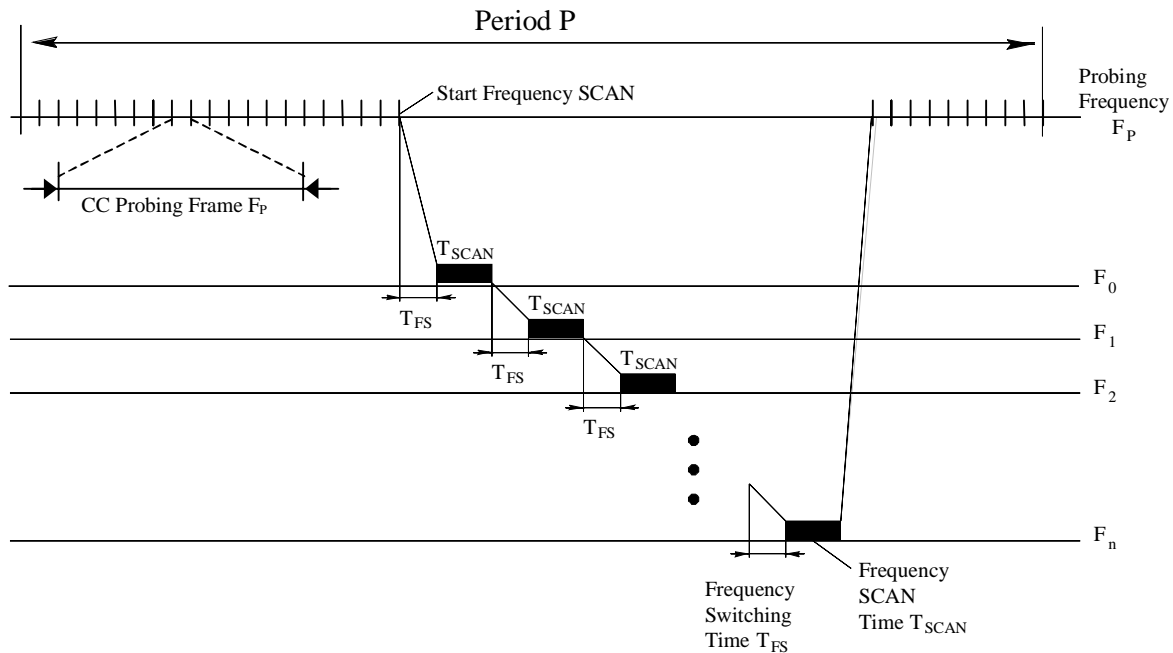 Period P
Start Frequency SCAN
Probing
Frequency
F_P
CC Probing Frame F_P
T_SCAN
F_0
T_FS
T_SCAN
F_1
T_FS
T_SCAN
F_2
T_FS
F_n
Frequency
Switching
Time T_FS
Frequency
SCAN
Time T_SCAN